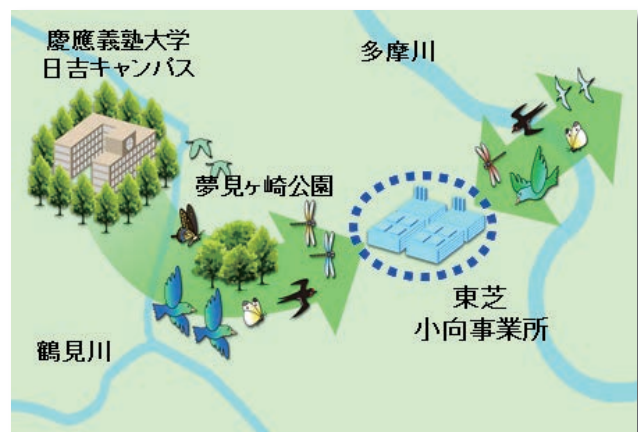 慶應義塾大学
日吉キャンパス
多摩川
夢見ヶ崎公園
東芝
小向事業所
鶴見川